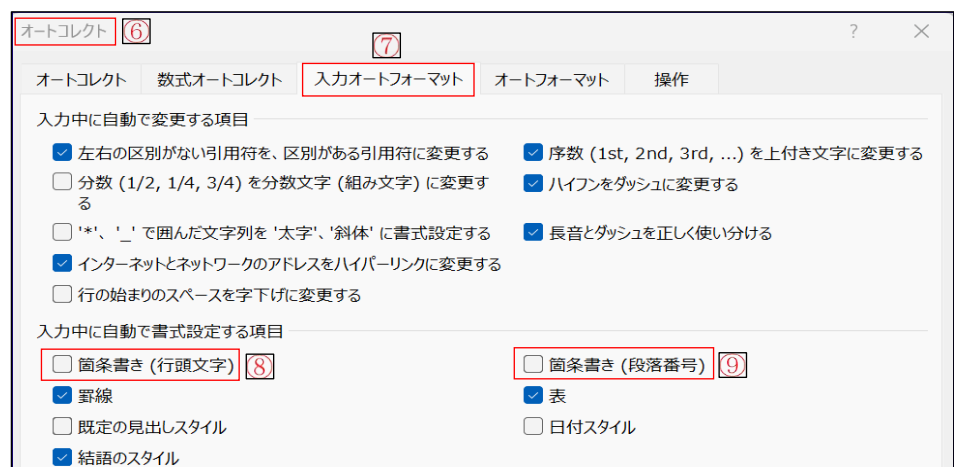 オートコレクト ⑥ ?
⑦
オートコレクト 数式オートコレクト 入力オートフォーマット オートフォーマット 操作
入力中に自動で変更する項目
左右の区別がない引用符を、区別がある引用符に変更する 序数 (1st, 2nd, 3rd, ...) を上付き文字に変更する
分数 (1/2, 1/4, 3/4) を分数文字 (組み文字) に変更す ハイフンをダッシュに変更する
る
'*'、'_' で囲んだ文字列を '太字'、'斜体' に書式設定する 長音とダッシュを正しく使い分ける
インターネットとネットワークのアドレスをハイパーリンクに変更する
行の始まりのスペースを字下げに変更する
入力中に自動で書式設定する項目
箇条書き (行頭文字) ⑧ 箇条書き (段落番号) ⑨
罫線 表
既定の見出しスタイル 日付スタイル
結語のスタイル